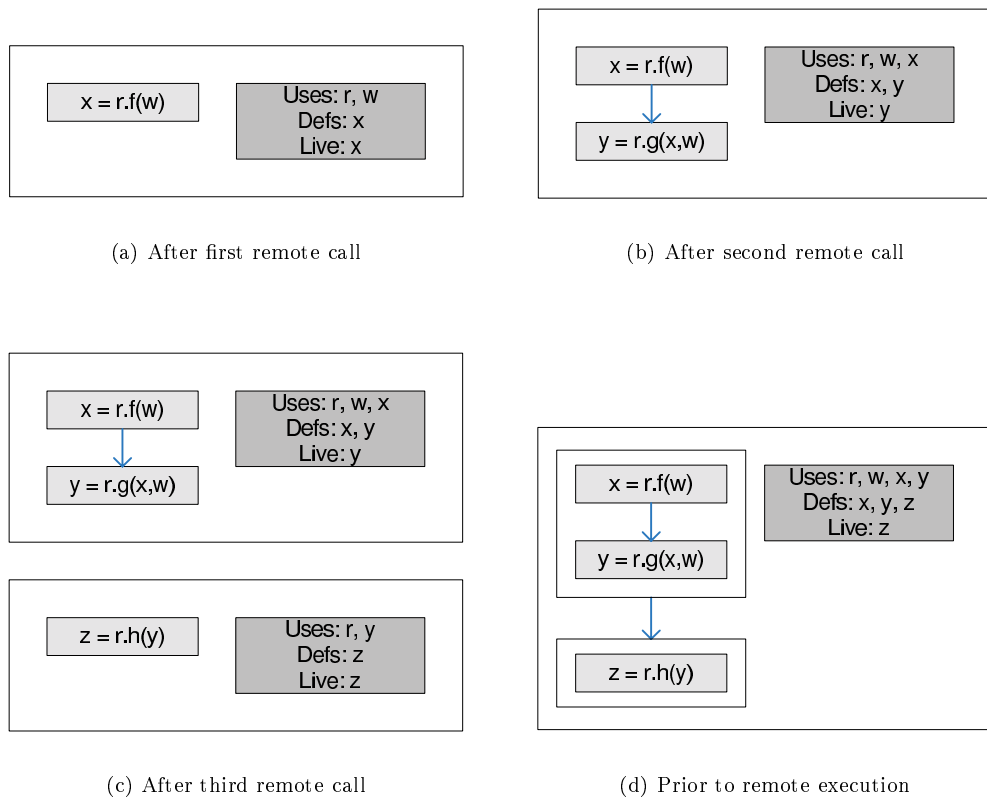 x = r.f(w)
Uses: r, w
Defs: x
Live: x
(a) After first remote call
x = r.f(w)
y = r.g(x,w)
Uses: r, w, x
Defs: x, y
Live: y
(b) After second remote call
x = r.f(w)
y = r.g(x,w)
Uses: r, w, x
Defs: x, y
Live: y
z = r.h(y)
Uses: r, y
Defs: z
Live: z
(c) After third remote call
x = r.f(w)
y = r.g(x,w)
z = r.h(y)
Uses: r, w, x, y
Defs: x, y, z
Live: z
(d) Prior to remote execution